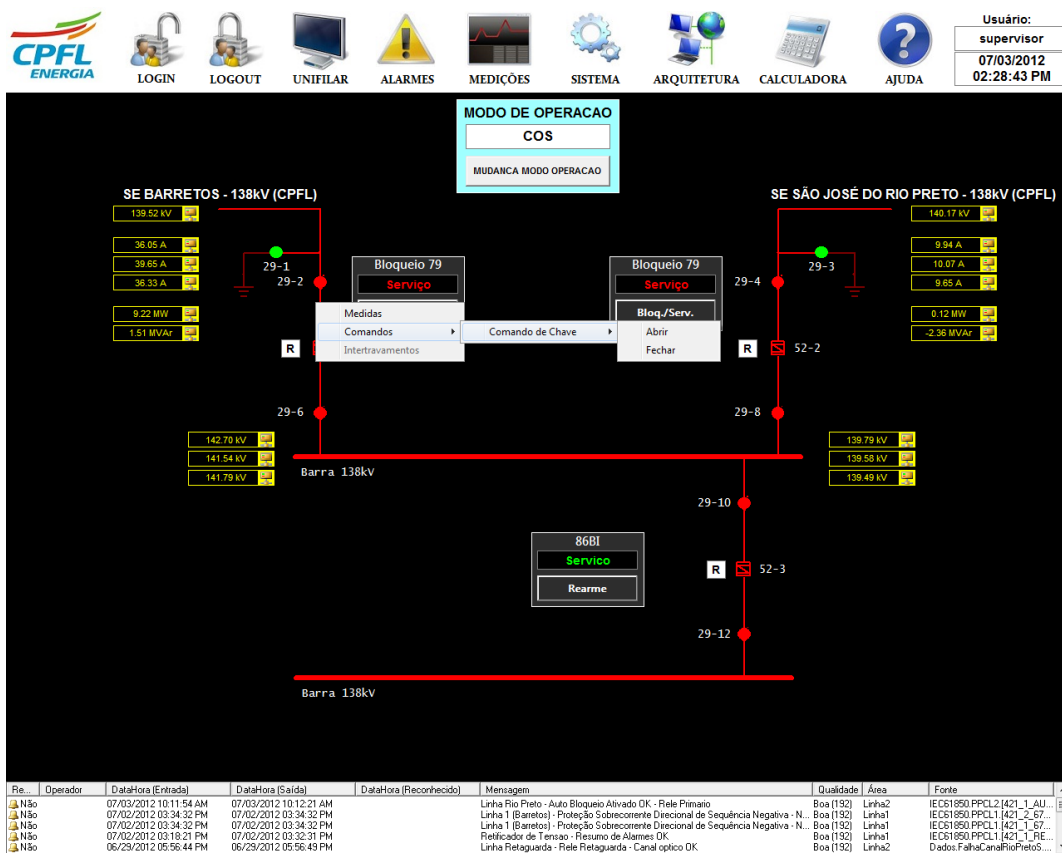 CPFL
ENERGIA
LOGIN
LOGOUT
UNIFILAR
ALARMES
MEDIÇÕES
SISTEMA
ARQUITETURA
CALCULADORA
AJUDA
Usuário:
supervisor
07/03/2012
02:28:43 PM
MODO DE OPERACAO
COS
MUDANCA MODO OPERACAO
SE BARRETOS - 138kV (CPFL)
SE SÃO JOSÉ DO RIO PRETO - 138kV (CPFL)
139.52 kV
36.05 A
39.65 A
36.33 A
9.22 MW
1.51 MVAr
29-1
29-2
Bloqueio 79
Serviço
Bloqueio 79
Serviço
Bloq./Serv.
29-4
29-3
140.17 kV
9.94 A
10.07 A
9.65 A
0.12 MW
-2.36 MVAr
Medidas
Comandos
Intertravamentos
Comando de Chave
Abrir
Fechar
R
R
52-2
29-6
29-8
142.70 kV
141.54 kV
141.79 kV
139.79 kV
139.58 kV
139.49 kV
Barra 138kV
29-10
86BI
Servico
Rearme
R
52-3
29-12
Barra 138kV
Re... Operador DataHora (Entrada) DataHora (Saída) DataHora (Reconhecido) Mensagem Qualidade Área Fonte
Não 07/03/2012 10:11:54 AM 07/03/2012 10:12:21 AM Linha Rio Preto - Auto Bloqueio Ativado OK - Rele Primario Boa (192) Linha2 IEC61850.PPCL2.[421_1_AU...
Não 07/02/2012 03:34:32 PM 07/02/2012 03:34:32 PM Linha 1 (Barretos) - Proteção Sobrecorrente Direcional de Sequência Negativa - N... Boa (192) Linha1 IEC61850.PPCL1.[421_2_67...
Não 07/02/2012 03:34:32 PM 07/02/2012 03:34:32 PM Linha 1 (Barretos) - Proteção Sobrecorrente Direcional de Sequência Negativa - N... Boa (192) Linha1 IEC61850.PPCL1.[421_1_67...
Não 07/02/2012 03:18:21 PM 07/02/2012 03:32:31 PM Retificador de Tensao - Resumo de Alarmes OK Boa (192) Linha1 IEC61850.PPCL1.[421_1_RE...
Não 06/29/2012 05:56:44 PM 06/29/2012 05:56:49 PM Linha Retaguarda - Rele Retaguarda - Canal optico OK Boa (192) Linha2 Dados.FalhaCanalRioPretoS....